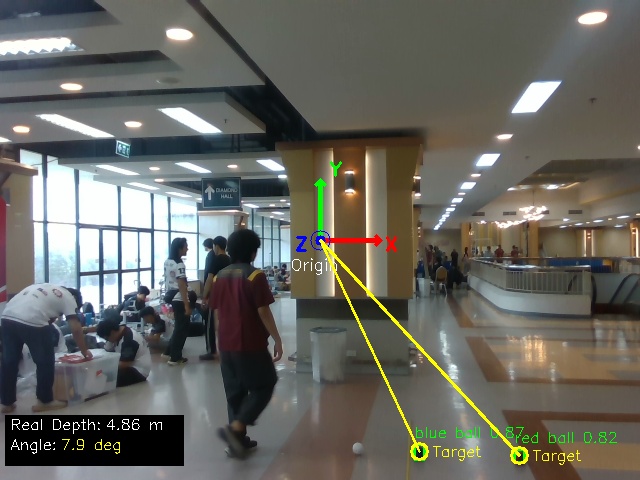 DIAMOND
HALL
Y
Z
X
Origin
Real Depth: 4.86 m
Angle: 7.9 deg
blue ball 0.87
red ball 0.82
Target
Target